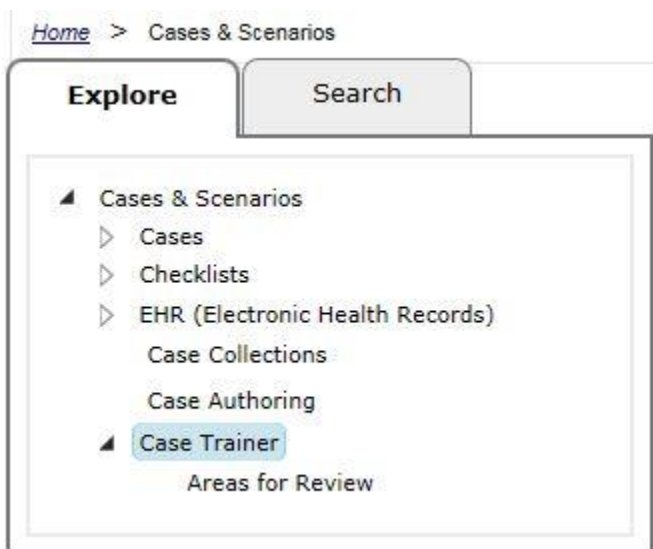 Home > Cases & Scenarios
Explore Search
Cases & Scenarios
Cases
Checklists
EHR (Electronic Health Records)
Case Collections
Case Authoring
Case Trainer
Areas for Review